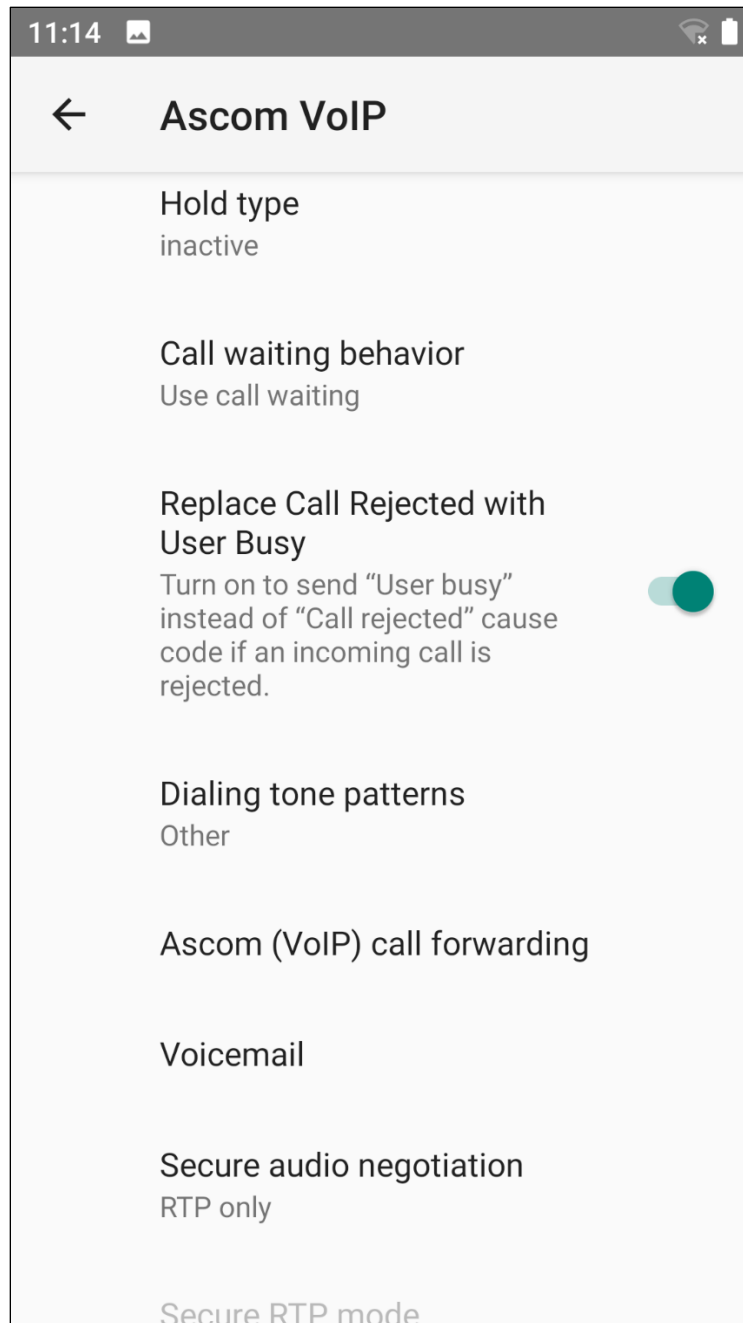 11:14
Ascom VoIP
Hold type
inactive
Call waiting behavior
Use call waiting
Replace Call Rejected with
User Busy
Turn on to send “User busy”
instead of “Call rejected” cause
code if an incoming call is
rejected.
Dialing tone patterns
Other
Ascom (VoIP) call forwarding
Voicemail
Secure audio negotiation
RTP only
Secure RTP mode